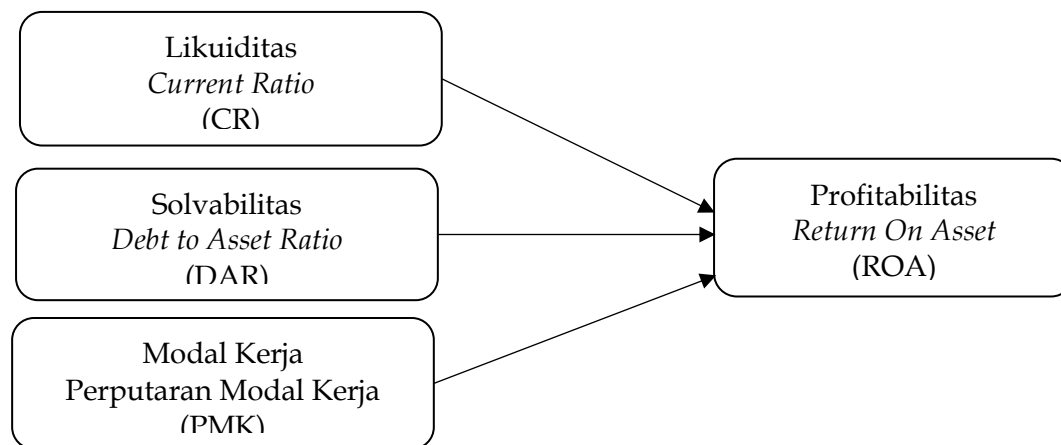 Likuiditas
Current Ratio
(CR)
Solvabilitas
Debt to Asset Ratio
(DAR)
Modal Kerja
Perputaran Modal Kerja
(PMK)
Profitabilitas
Return On Asset
(ROA)